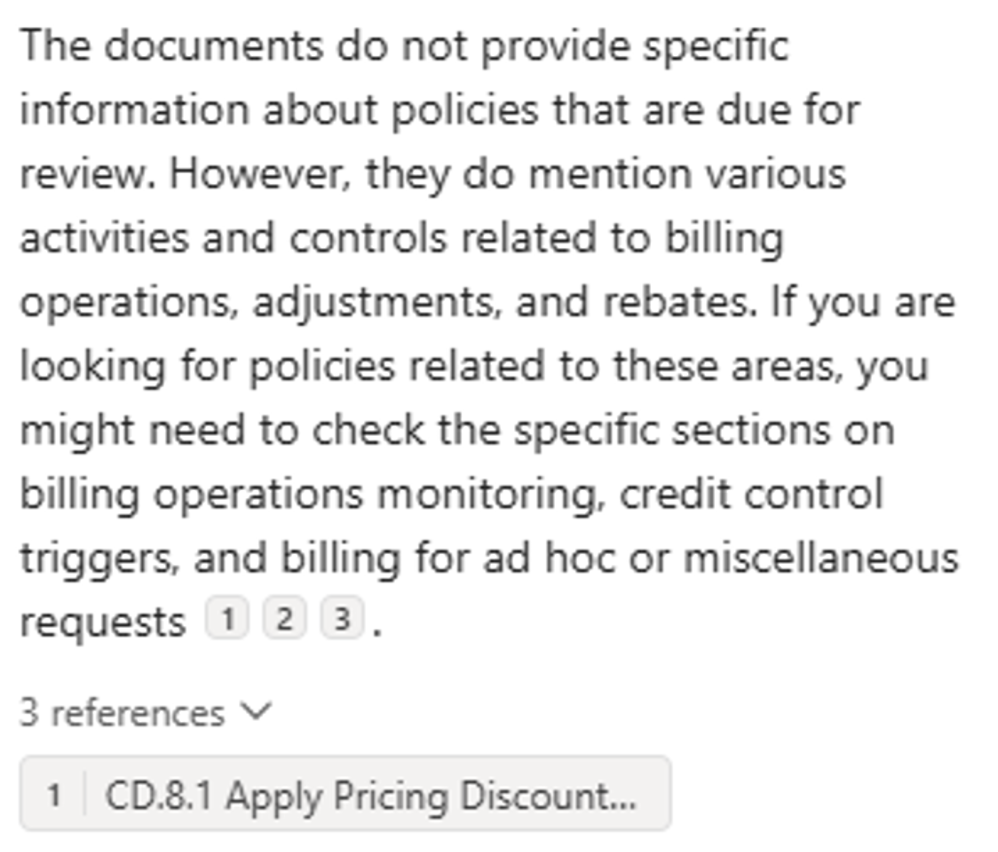 The documents do not provide specific
information about policies that are due for
review. However, they do mention various
activities and controls related to billing
operations, adjustments, and rebates. If you are
looking for policies related to these areas, you
might need to check the specific sections on
billing operations monitoring, credit control
triggers, and billing for ad hoc or miscellaneous
requests 1 2 3 .
3 references
1 CD.8.1 Apply Pricing Discount...